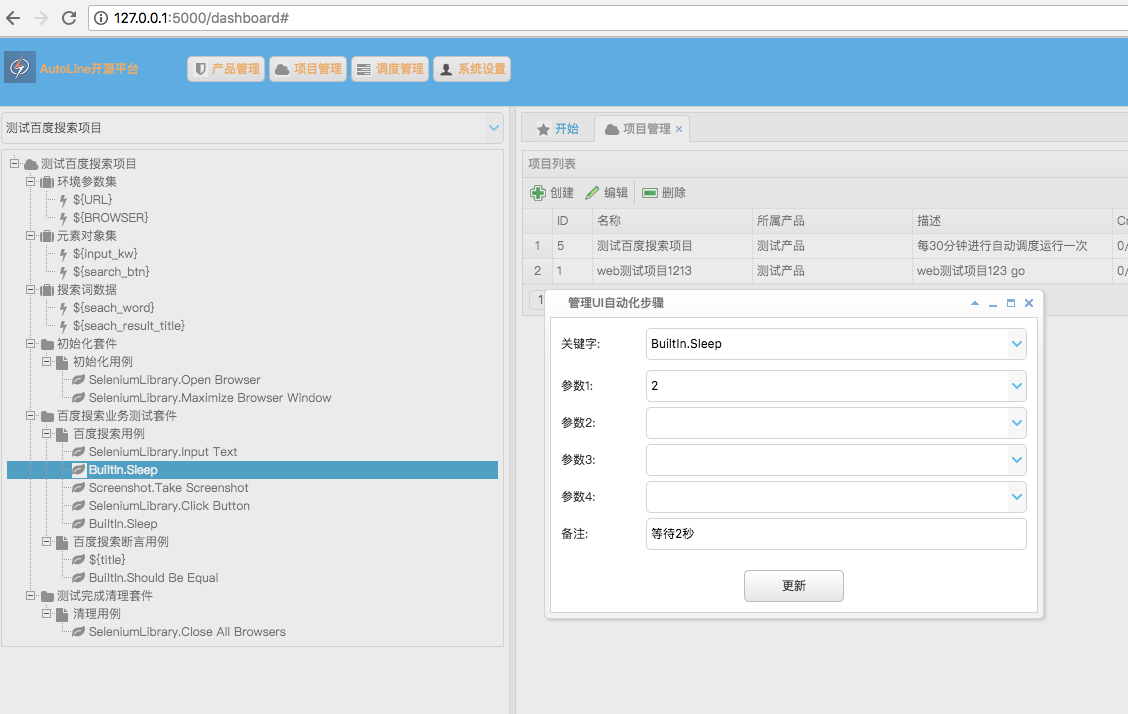 127.0.0.1:5000/dashboard#
AutoLine开源平台
产品管理
项目管理
调度管理
系统设置
测试百度搜索项目
测试百度搜索项目
环境参数集
${URL}
${BROWSER}
元素对象集
${input_kw}
${search_btn}
搜索词数据
${seach_word}
${seach_result_title}
初始化套件
初始化用例
SeleniumLibrary.Open Browser
SeleniumLibrary.Maximize Browser Window
百度搜索业务测试套件
百度搜索用例
SeleniumLibrary.Input Text
BuiltIn.Sleep
Screenshot.Take Screenshot
SeleniumLibrary.Click Button
BuiltIn.Sleep
百度搜索断言用例
${title}
BuiltIn.Should Be Equal
测试完成清理套件
清理用例
SeleniumLibrary.Close All Browsers
开始
项目管理
项目列表
创建
编辑
删除
ID 名称 所属产品 描述
1 5 测试百度搜索项目 测试产品 每30分钟进行自动调度运行一次 0/
2 1 web测试项目1213 测试产品 web测试项目123 go 0/
1
管理UI自动化步骤
关键字: BuiltIn.Sleep
参数1: 2
参数2:
参数3:
参数4:
备注: 等待2秒
更新